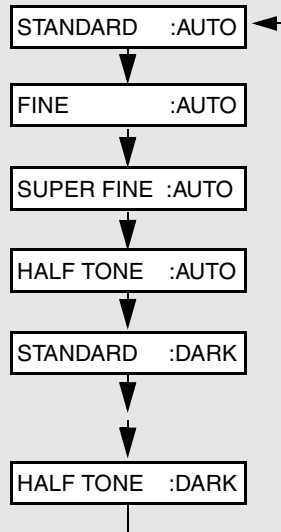 STANDARD :AUTO
FINE :AUTO
SUPER FINE :AUTO
HALF TONE :AUTO
STANDARD :DARK
HALF TONE :DARK